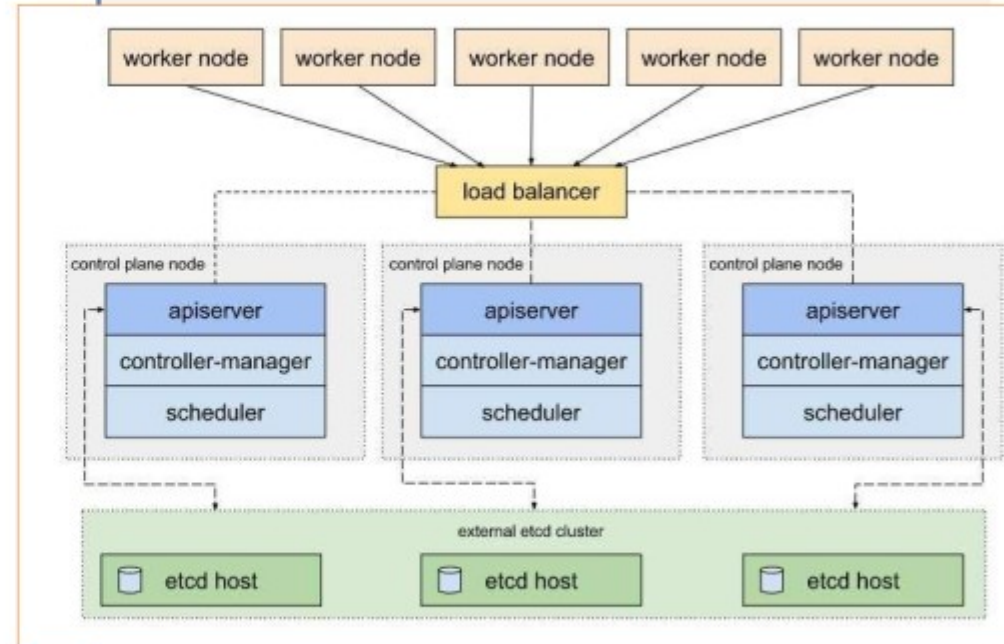 worker node
worker node
worker node
worker node
worker node
load balancer
control plane node
control plane node
control plane node
apiserver
apiserver
apiserver
controller-manager
controller-manager
controller-manager
scheduler
scheduler
scheduler
external etcd cluster
etcd host
etcd host
etcd host